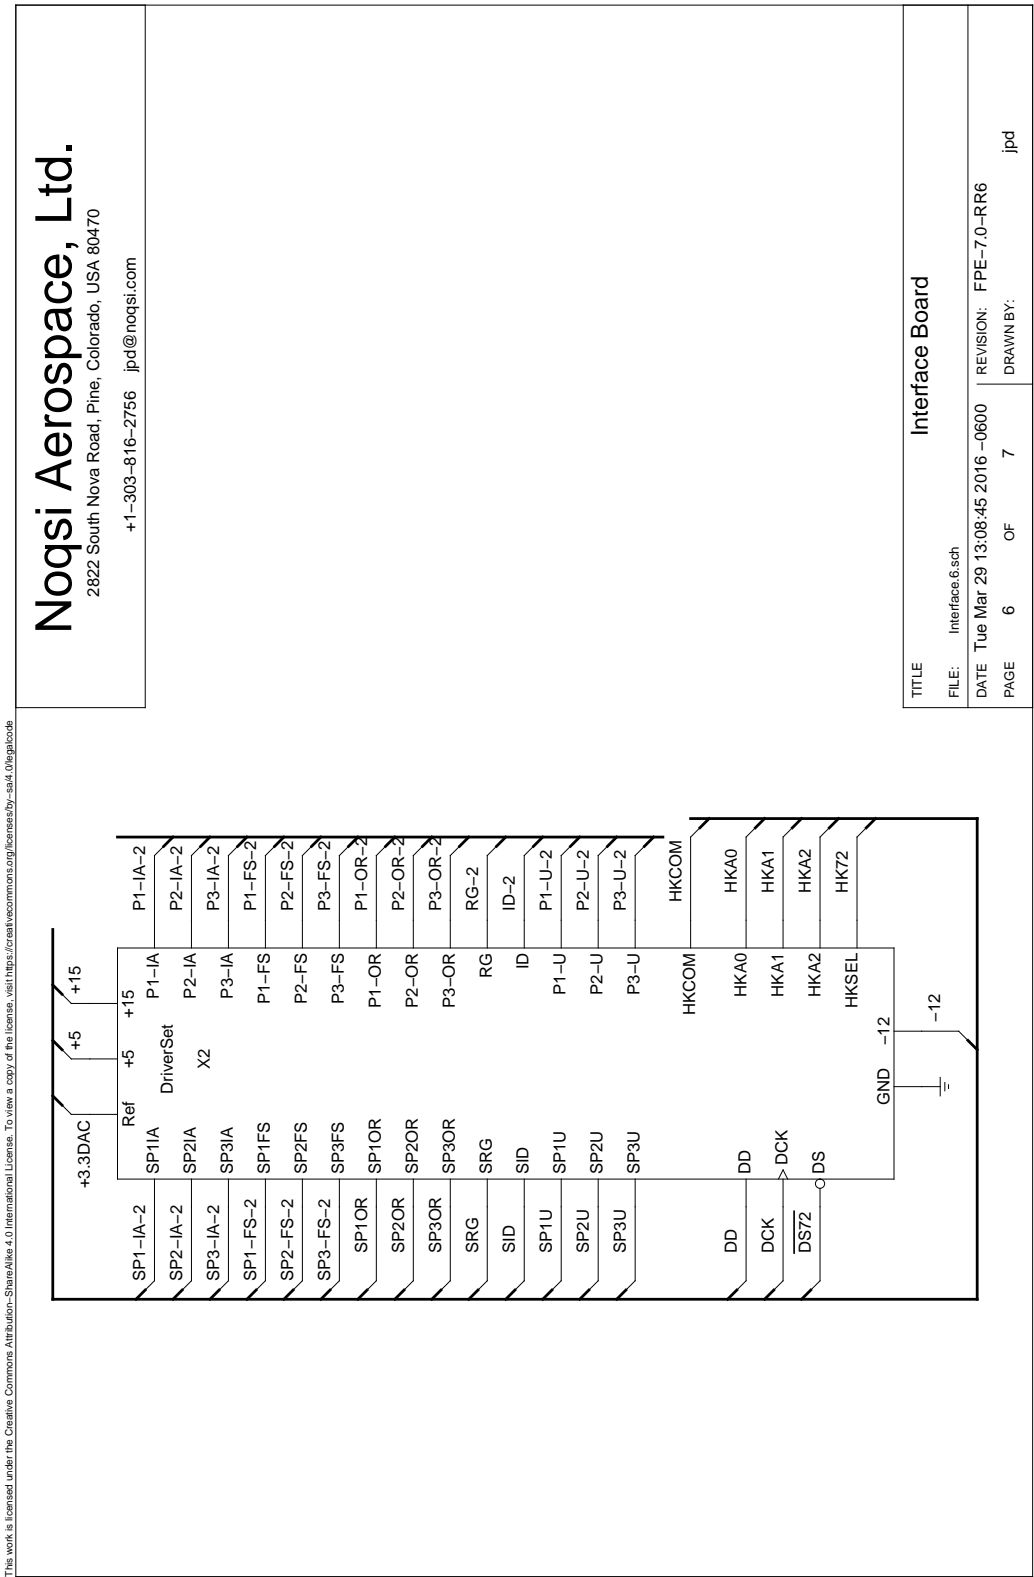 This work is licensed under the Creative Commons Attribution−ShareAlike 4.0 International License. To view a copy of the license, visit https://creativecommons.org/licenses/by−sa/4.0/legalcode
Noqsi Aerospace, Ltd.
2822 South Nova Road, Pine, Colorado, USA 80470
+1−303−816−2756 jpd@noqsi.com
+3.3DAC
+5
+15
Ref
+5
+15
DriverSet
X2
SP1−IA−2 SP1IA P1−IA P1−IA−2
SP2−IA−2 SP2IA P2−IA P2−IA−2
SP3−IA−2 SP3IA P3−IA P3−IA−2
SP1−FS−2 SP1FS P1−FS P1−FS−2
SP2−FS−2 SP2FS P2−FS P2−FS−2
SP3−FS−2 SP3FS P3−FS P3−FS−2
SP1OR SP1OR P1−OR P1−OR−2
SP2OR SP2OR P2−OR P2−OR−2
SP3OR SP3OR P3−OR P3−OR−2
SRG SRG RG RG−2
SID SID ID ID−2
SP1U SP1U P1−U P1−U−2
SP2U SP2U P2−U P2−U−2
SP3U SP3U P3−U P3−U−2
HKCOM HKCOM
DD DD HKA0 HKA0
DCK DCK HKA1 HKA1
DS72 DS HKA2 HKA2
HKSEL HK72
GND −12
−12
TITLE
Interface Board
FILE: Interface.6.sch
DATE Tue Mar 29 13:08:45 2016 −0600 REVISION: FPE−7.0−RR6
PAGE 6 OF 7 DRAWN BY: jpd